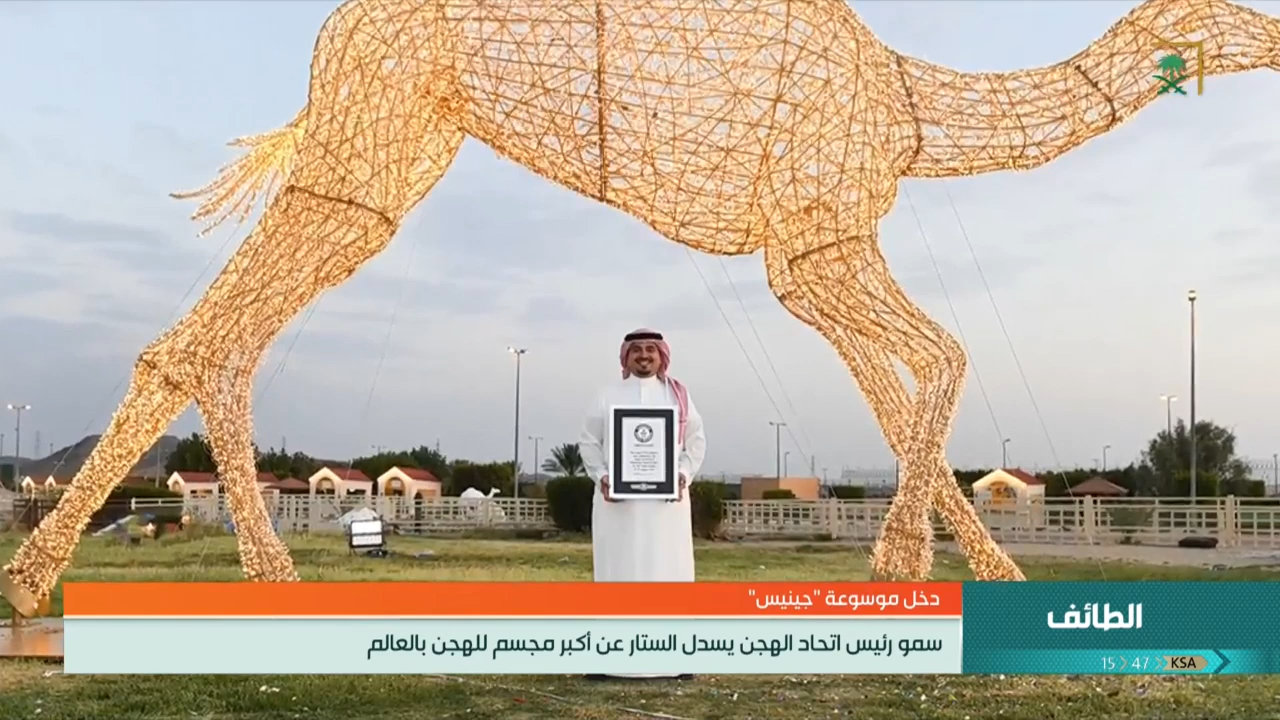 دخل موسوعة "جينيس"
الطائف
سمو رئيس اتحاد الهجن يسدل الستار عن أكبر مجسم للهجن بالعالم
15 47 KSA